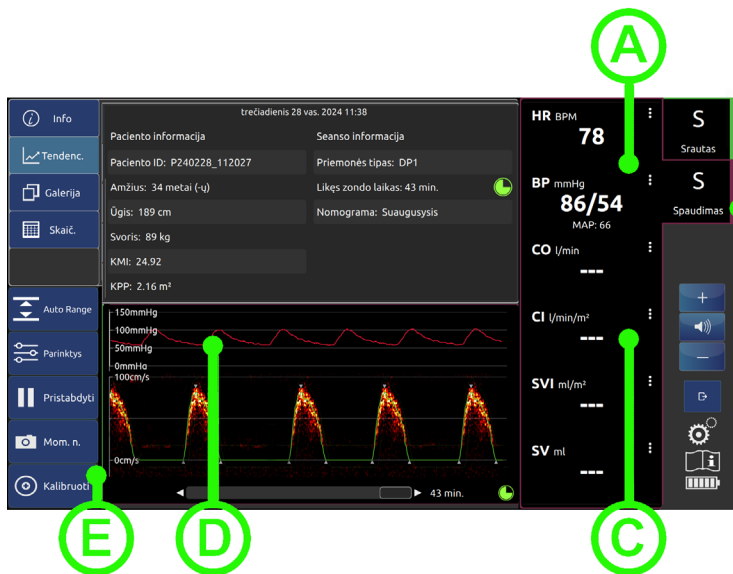 A
Info
Tendenc.
Galerija
Skaič.
Auto Range
Parinktys
Pristabdyti
Mom. n.
Kalibruoti
trečiadienis 28 vas. 2024 11:38
Paciento informacija
Paciento ID: P240228_112027
Amžius: 34 metai (-ų)
Ūgis: 189 cm
Svoris: 89 kg
KMI: 24.92
KPP: 2.16 m²
Seanso informacija
Priemonės tipas: DP1
Likęs zondo laikas: 43 min.
Nomograma: Suaugusysis
150mmHg
100mmHg
50mmHg
0mmHg
100cm/s
0cm/s
43 min.
HR BPM
78
BP mmHg
86/54
MAP: 66
CO l/min
---
CI l/min/m²
---
SVI ml/m²
---
SV ml
---
S
Srautas
S
Spaudimas
+
−
i
E
D
C